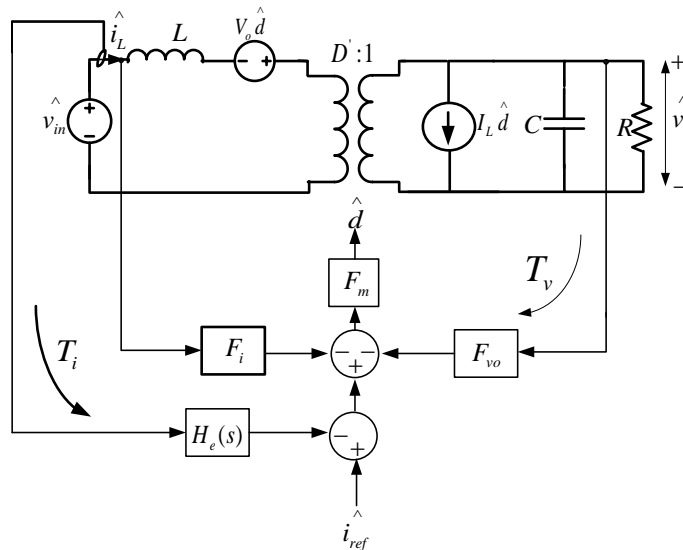 î_L
L
V_o d̂
D':1
+
−
v̂_in
−
+
I_L d̂
C
R
+
v̂
−
d̂
F_m
T_v
T_i
F_i
− −
+
F_vo
H_e(s)
−
+
î_ref